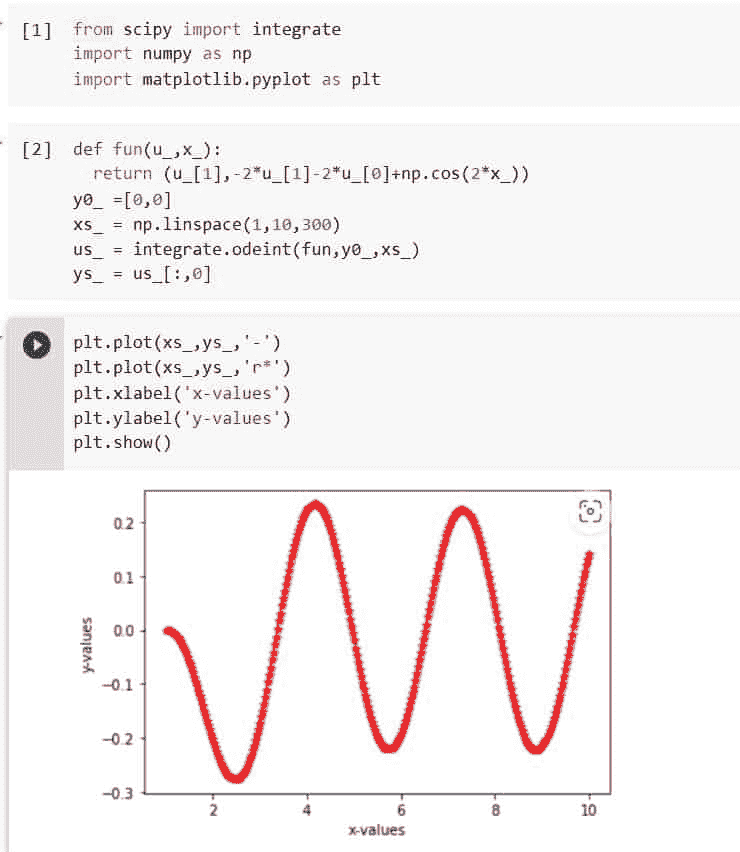 [1] from scipy import integrate
import numpy as np
import matplotlib.pyplot as plt
[2] def fun(u_,x_):
return (u_[1],-2*u_[1]-2*u_[0]+np.cos(2*x_))
y0_ =[0,0]
xs_ = np.linspace(1,10,300)
us_ = integrate.odeint(fun,y0_,xs_)
ys_ = us_[:,0]
plt.plot(xs_,ys_,'-')
plt.plot(xs_,ys_,'r*')
plt.xlabel('x-values')
plt.ylabel('y-values')
plt.show()
0.2
0.1
0.0
−0.1
−0.2
−0.3
y-values
2 4 6 8 10
x-values